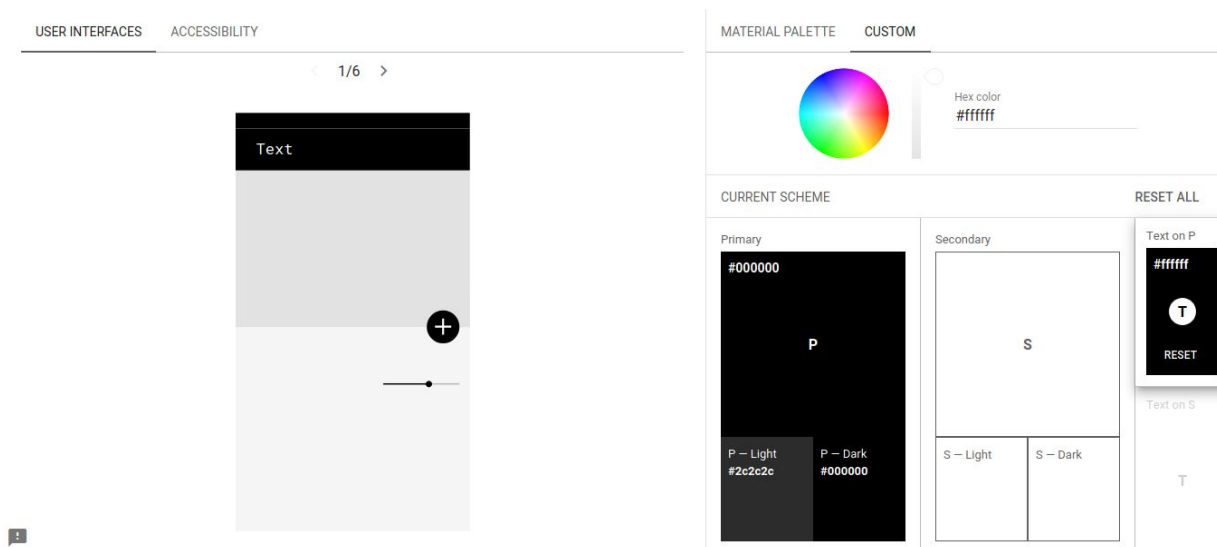 USER INTERFACES ACCESSIBILITY
1/6
Text
MATERIAL PALETTE CUSTOM
Hex color
#ffffff
CURRENT SCHEME RESET ALL
Primary
#000000
P
P — Light
#2c2c2c
P — Dark
#000000
Secondary
S
S — Light
S — Dark
Text on P
#ffffff
T
RESET
Text on S
T